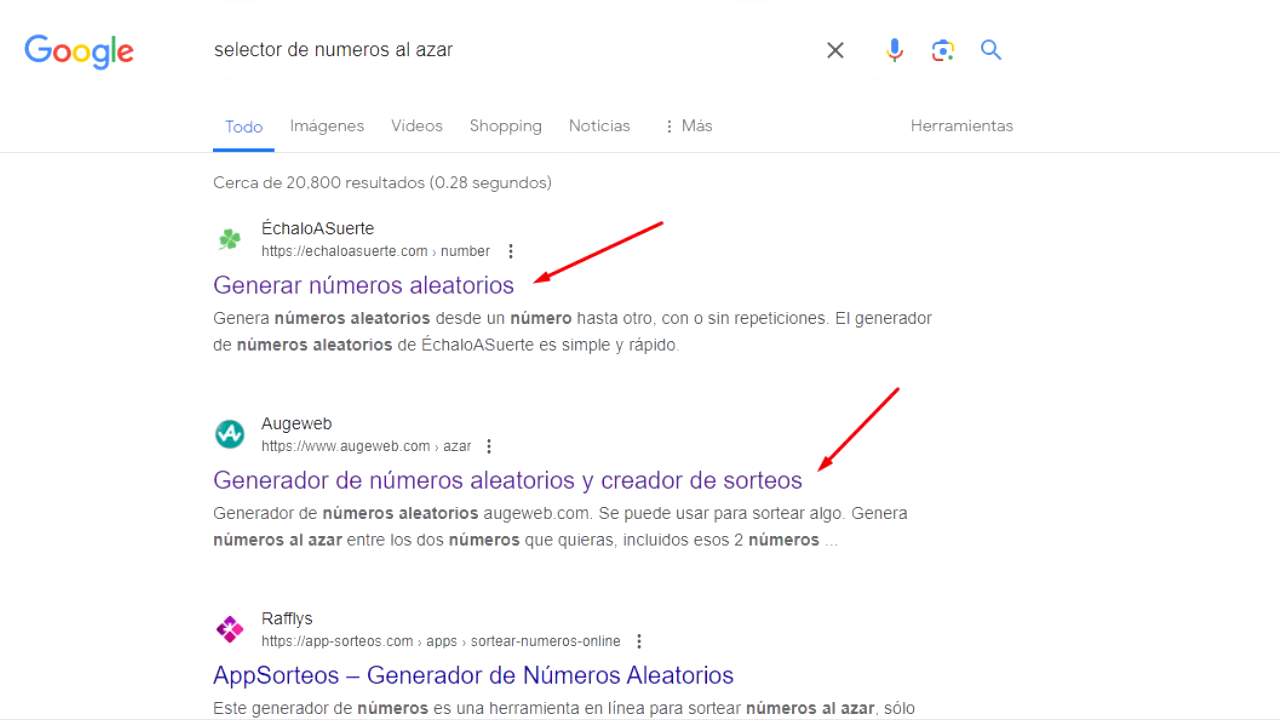 Google
selector de numeros al azar
Todo Imágenes Videos Shopping Noticias Más Herramientas
Cerca de 20,800 resultados (0.28 segundos)
ÉchaloASuerte
https://echaloasuerte.com › number
Generar números aleatorios
Genera números aleatorios desde un número hasta otro, con o sin repeticiones. El generador
de números aleatorios de ÉchaloASuerte es simple y rápido.
Augeweb
https://www.augeweb.com › azar
Generador de números aleatorios y creador de sorteos
Generador de números aleatorios augeweb.com. Se puede usar para sortear algo. Genera
números al azar entre los dos números que quieras, incluidos esos 2 números ...
Rafflys
https://app-sorteos.com › apps › sortear-numeros-online
AppSorteos – Generador de Números Aleatorios
Este generador de números es una herramienta en línea para sortear números al azar, sólo